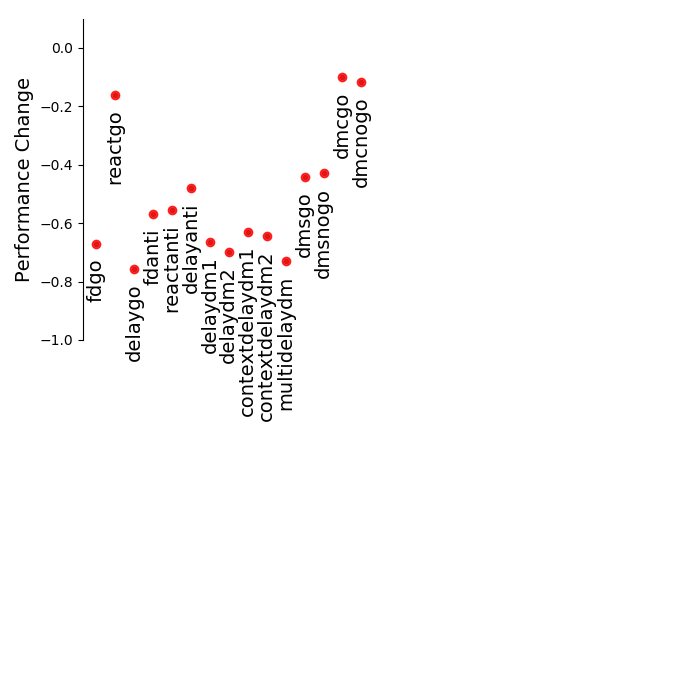 Performance Change
0.0
−0.2
−0.4
−0.6
−0.8
−1.0
fdgo
reactgo
delaygo
fdanti
reactanti
delayanti
delaydm1
delaydm2
contextdelaydm1
contextdelaydm2
multidelaydm
dmsgo
dmsnogo
dmcgo
dmcnogo